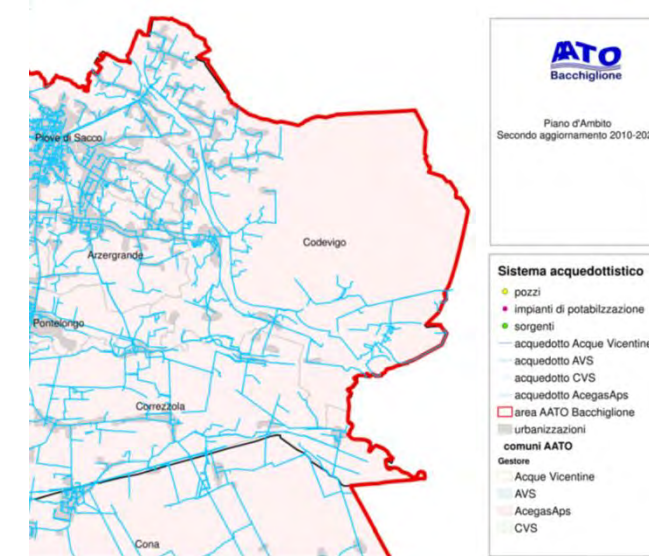 Piove di Sacco
Arzergrande
Codevigo
Pontelongo
Correzzola
Cona
AATO
Bacchiglione
Piano d'Ambito
Secondo aggiornamento 2010-202
Sistema acquedottistico
pozzi
impianti di potabilzzazione
sorgenti
acquedotto Acque Vicentine
acquedotto AVS
acquedotto CVS
acquedotto AcegasAps
area AATO Bacchiglione
urbanizzazioni
comuni AATO
Gestore
Acque Vicentine
AVS
AcegasAps
CVS